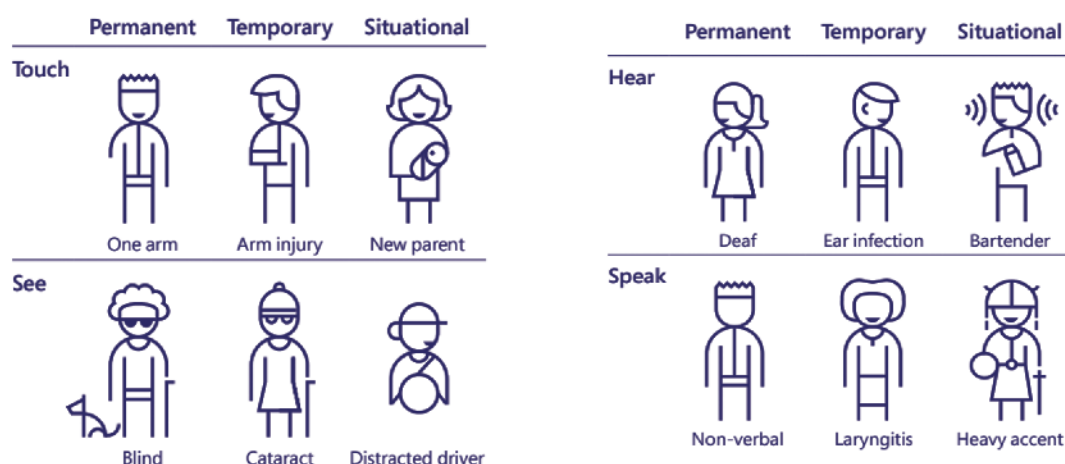 Permanent Temporary Situational
Touch
One arm Arm injury New parent
See
Blind Cataract Distracted driver
Permanent Temporary Situational
Hear
Deaf Ear infection Bartender
Speak
Non-verbal Laryngitis Heavy accent